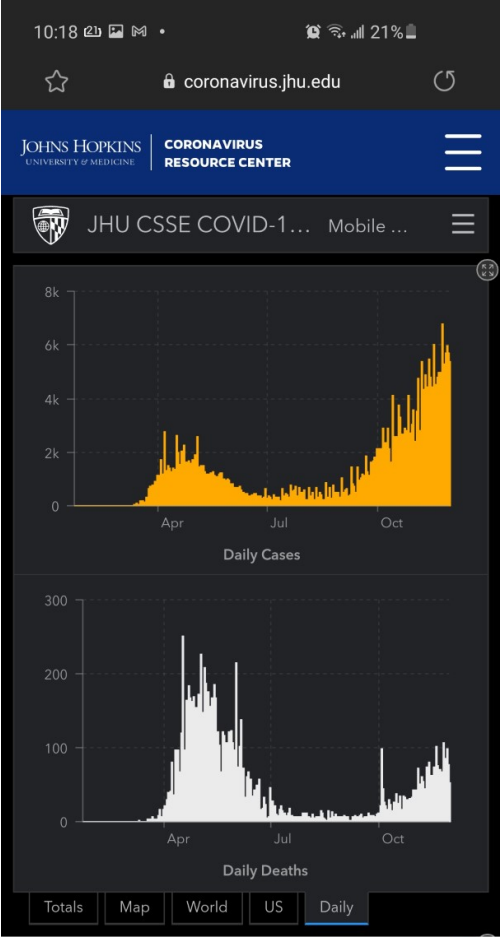 10:18
21%
coronavirus.jhu.edu
JOHNS HOPKINS
UNIVERSITY & MEDICINE
CORONAVIRUS
RESOURCE CENTER
JHU CSSE COVID-1... Mobile ...
8k
6k
4k
2k
0
Apr Jul Oct
Daily Cases
300
200
100
0
Apr Jul Oct
Daily Deaths
Totals Map World US Daily